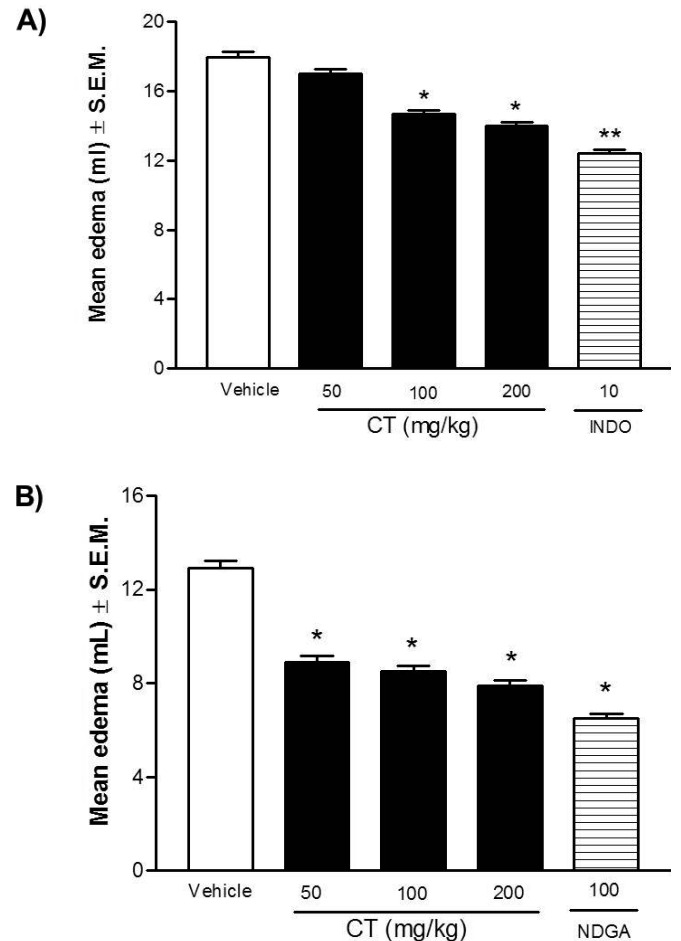 A)
Mean edema (ml) ± S.E.M.
20
16
12
8
4
0
*
*
**
Vehicle
50
100
200
10
CT (mg/kg)
INDO
B)
Mean edema (mL) ± S.E.M.
16
12
8
4
0
*
*
*
*
Vehicle
50
100
200
100
CT (mg/kg)
NDGA